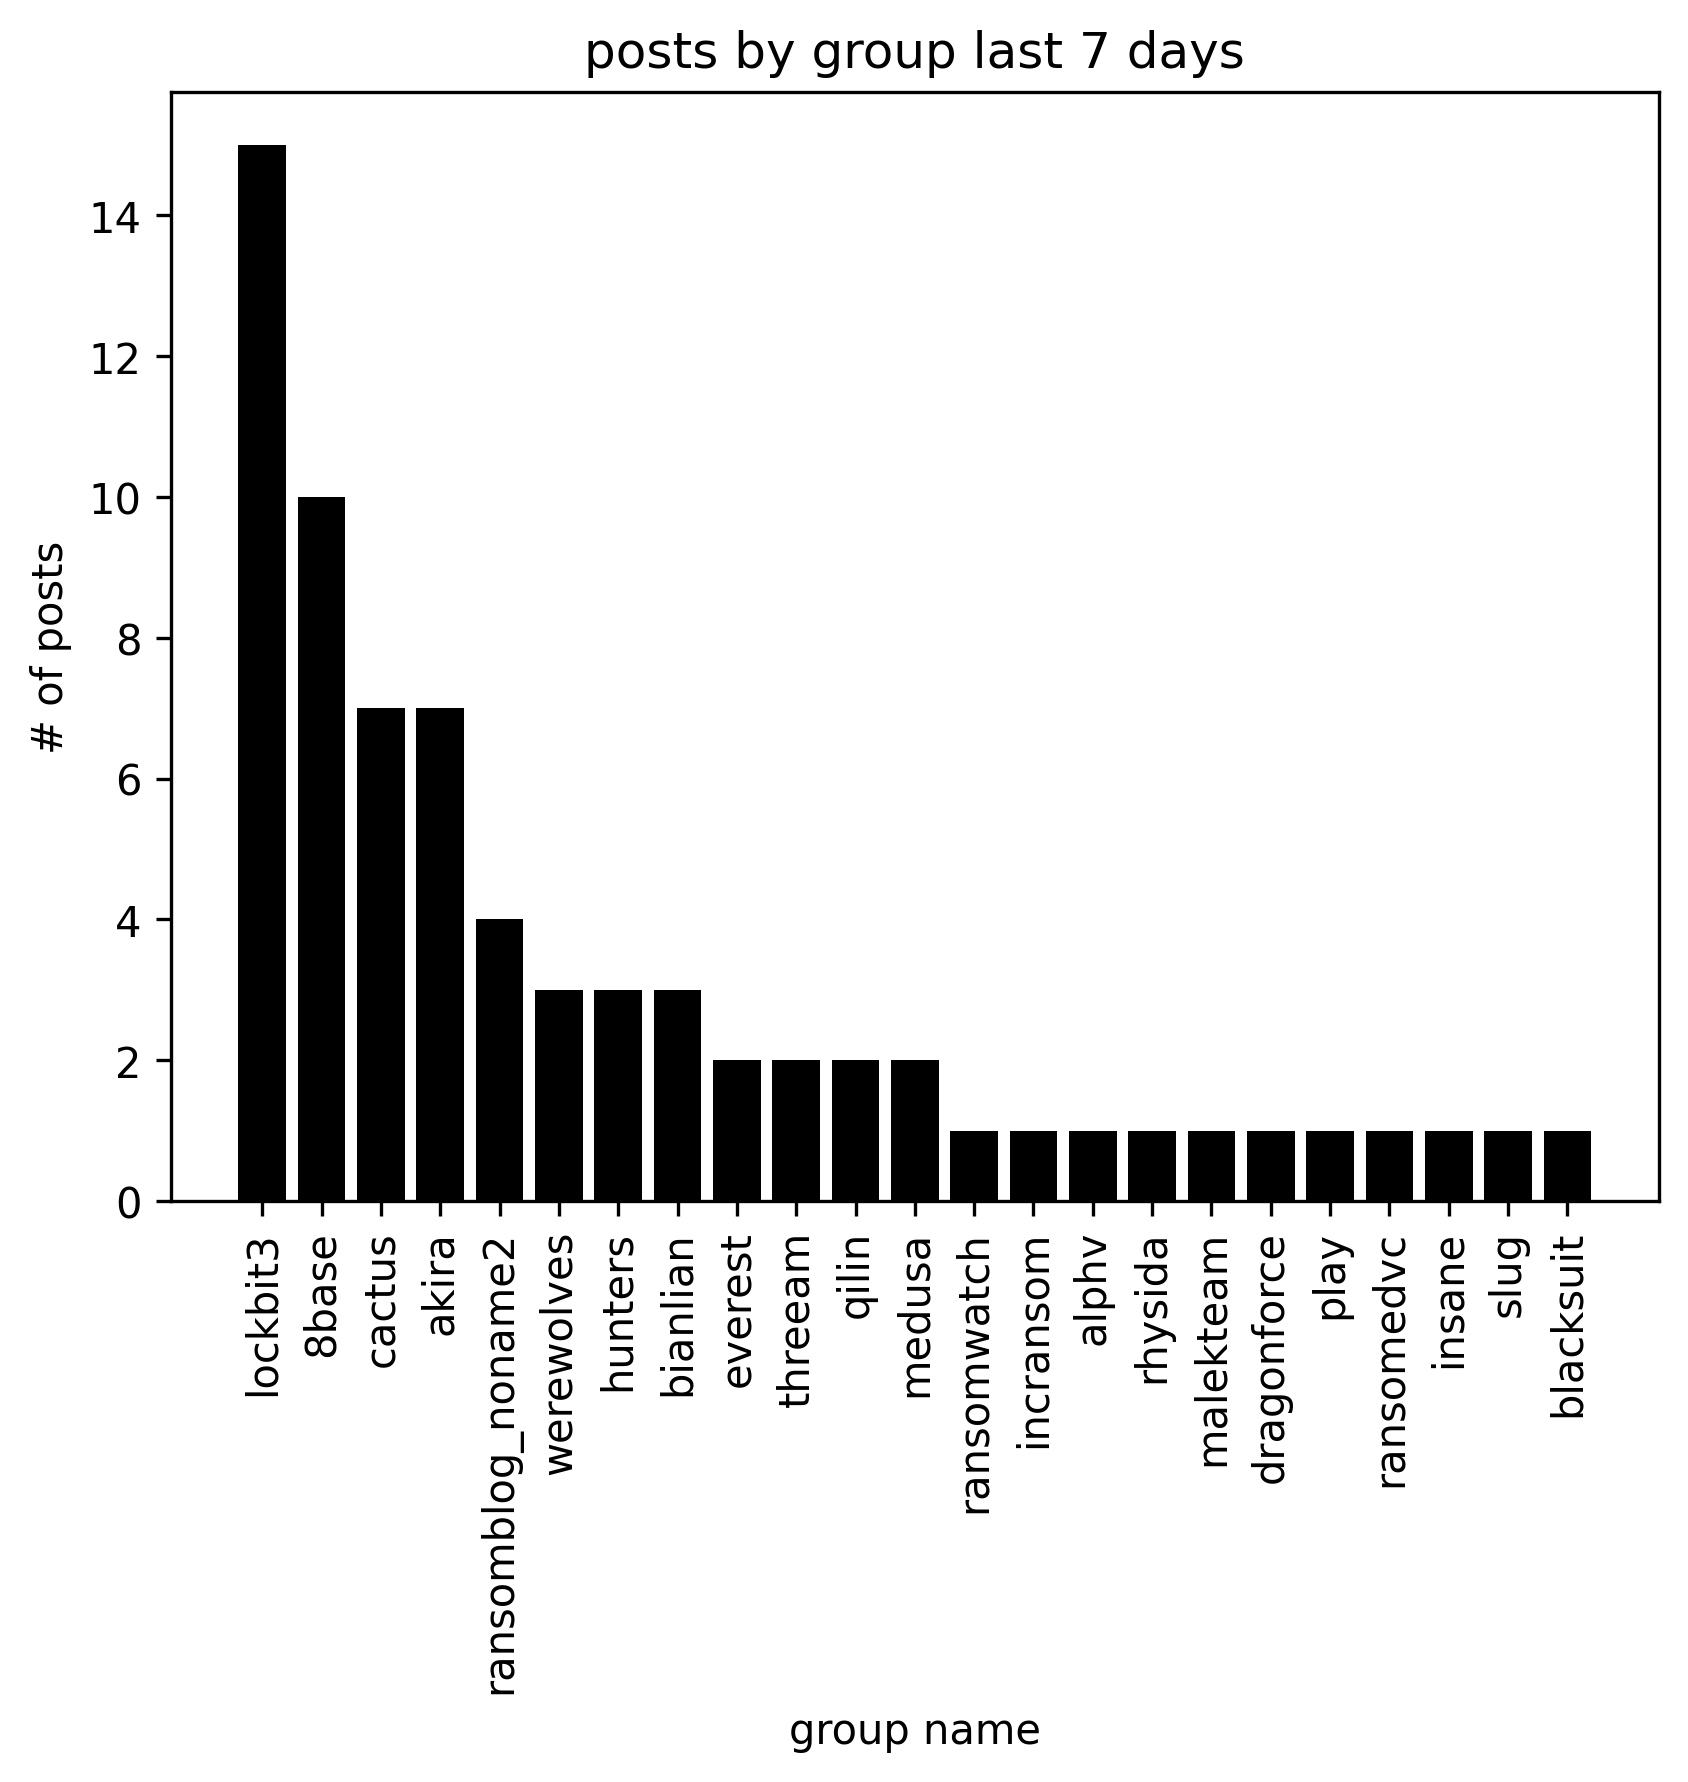 posts by group last 7 days
# of posts
14
12
10
8
6
4
2
0
lockbit3
8base
cactus
akira
ransomblog_noname2
werewolves
hunters
bianlian
everest
threeam
qilin
medusa
ransomwatch
incransom
alphv
rhysida
malekteam
dragonforce
play
ransomedvc
insane
slug
blacksuit
group name